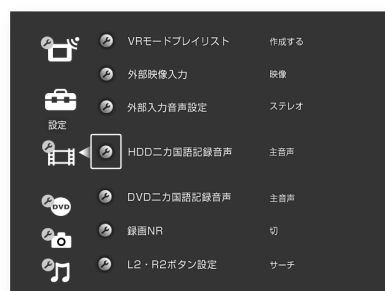 VRモードプレイリスト 作成する
外部映像入力 映像
外部入力音声設定 ステレオ
設定
HDD二カ国語記録音声 主音声
DVD二カ国語記録音声 主音声
DVD
録画NR 切
L2・R2ボタン設定 サーチ